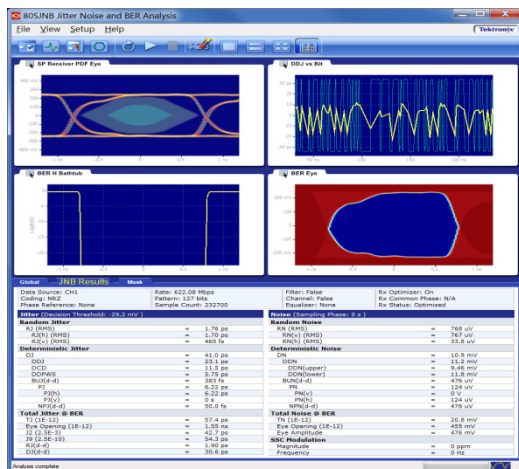 80SJNB Jitter Noise and BER Analysis
File View Setup Help
Tektronix
SP Receiver PDF Eye
DDJ vs Bit
BER H Bathtub
BER Eye
Global JNB Results Mask
Data Source: CH1 Rate: 622.08 Mbps Filter: False Rx Optimizer: On
Coding: NRZ Pattern: 127 bits Channel: False Rx Common Phase: N/A
Phase Reference: None Sample Count: 232700 Equalizer: None Rx Status: Optimized
Jitter (Decision Threshold: -29.2 mV )
Random Jitter
RJ (RMS) = 1.76 ps
RJ(h) (RMS) = 1.70 ps
RJ(v) (RMS) = 465 fs
Deterministic Jitter
DJ = 41.0 ps
DDJ = 23.1 ps
DCD = 11.5 ps
DDPWS = 5.75 ps
BUJ(d-d) = 383 fs
PJ = 6.22 ps
PJ(h) = 6.22 ps
PJ(v) = 0 s
NPJ(d-d) = 50.0 fs
Total Jitter @ BER
TJ (1E-12) = 57.4 ps
Eye Opening (1E-12) = 1.55 ns
J2 (2.5E-3) = 42.7 ps
J9 (2.5E-10) = 54.3 ps
RJ(d-d) = 1.90 ps
DJ(d-d) = 30.6 ps
Noise (Sampling Phase: 0 s )
Random Noise
RN (RMS) = 768 uV
RN(v) (RMS) = 767 uV
RN(h) (RMS) = 33.8 uV
Deterministic Noise
DN = 10.9 mV
DDN = 11.2 mV
DDN(upper) = 9.46 mV
DDN(lower) = 11.8 mV
BUN(d-d) = 476 uV
PN = 124 uV
PN(v) = 0 V
PN(h) = 124 uV
NPN(d-d) = 476 uV
Total Noise @ BER
TN (1E-12) = 20.8 mV
Eye Opening (1E-12) = 455 mV
Eye Amplitude = 476 mV
SSC Modulation
Magnitude = 0 ppm
Frequency = 0 Hz
Analysis complete